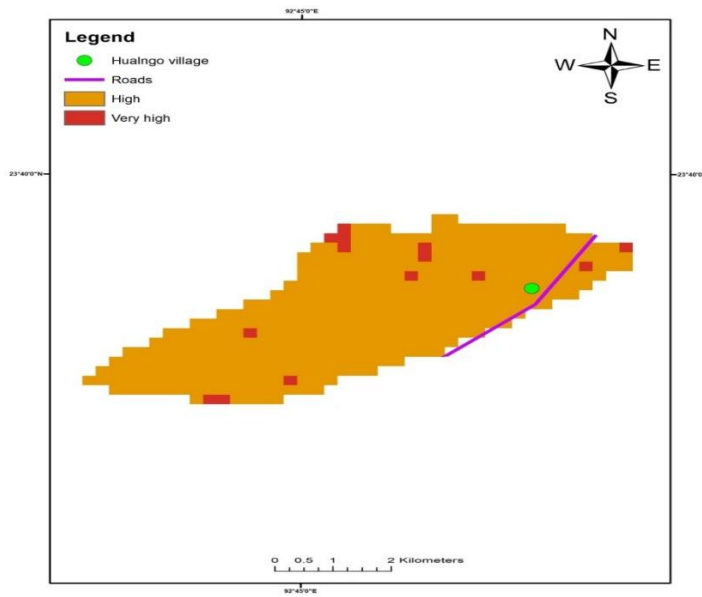 92°45'0"E
Legend
Hualngo village
Roads
High
Very high
N
W E
S
23°40'0"N
23°40'0
0 0.5 1 2 Kilometers
92°45'0"E